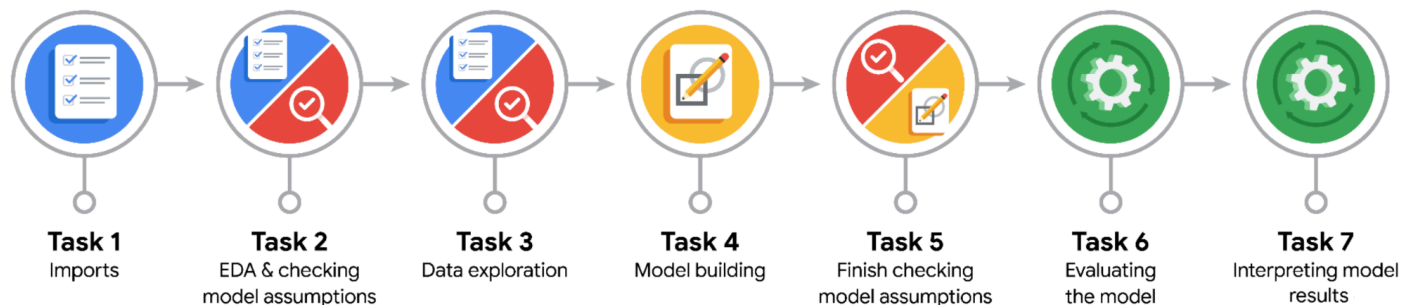 Task 1
Imports
Task 2
EDA & checking
model assumptions
Task 3
Data exploration
Task 4
Model building
Task 5
Finish checking
model assumptions
Task 6
Evaluating
the model
Task 7
Interpreting model
results